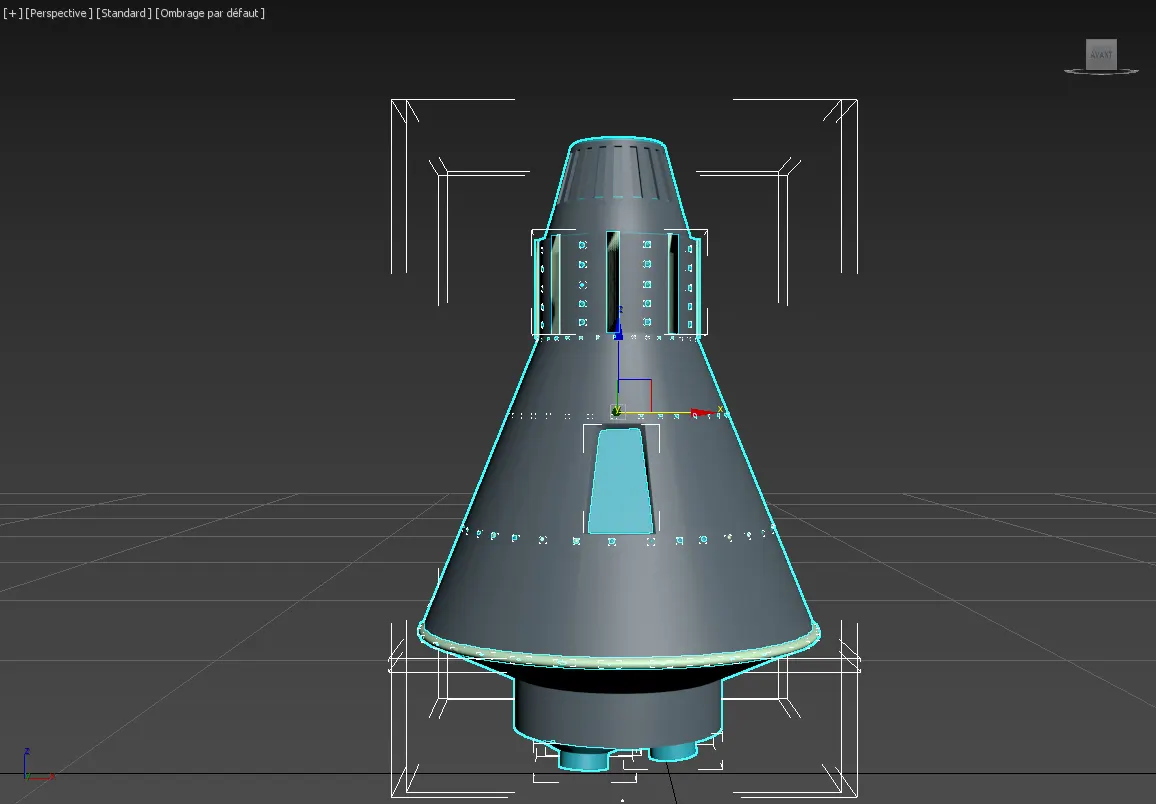 [+] [Perspective] [Standard] [Ombrage par défaut]
AVANT
z
y x
z